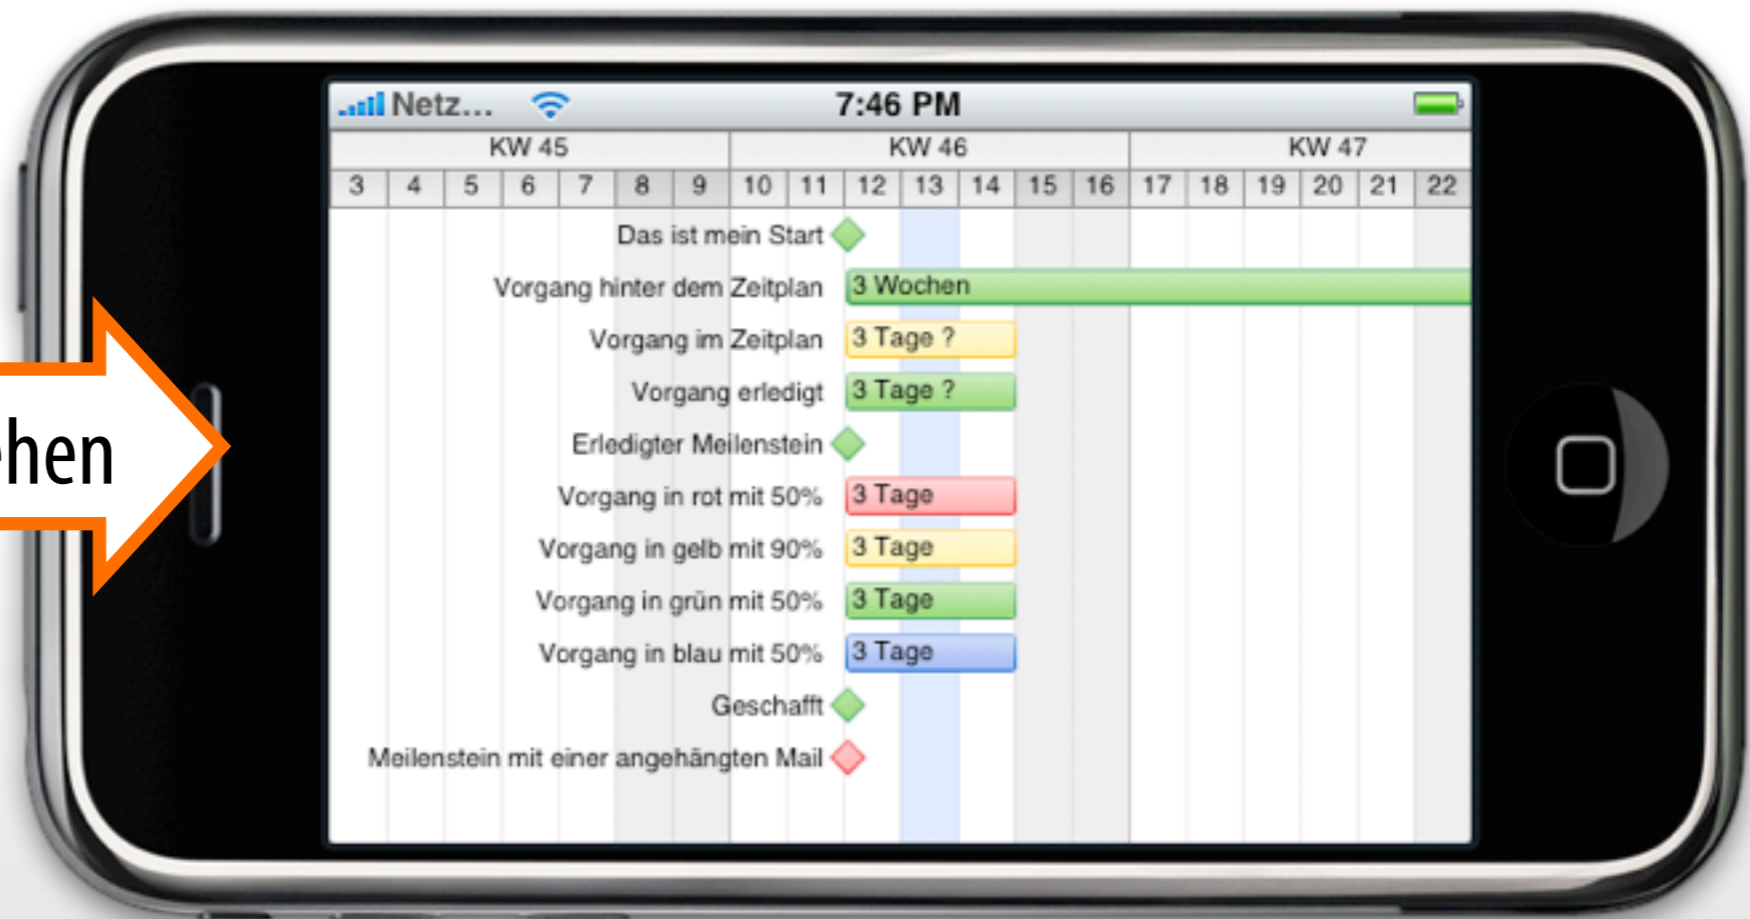 Netz... 7:46 PM
KW 45 KW 46 KW 47
3 4 5 6 7 8 9 10 11 12 13 14 15 16 17 18 19 20 21 22
Das ist mein Start
Vorgang hinter dem Zeitplan 3 Wochen
Vorgang im Zeitplan 3 Tage ?
Vorgang erledigt 3 Tage ?
Erledigter Meilenstein
Vorgang in rot mit 50% 3 Tage
Vorgang in gelb mit 90% 3 Tage
Vorgang in grün mit 50% 3 Tage
Vorgang in blau mit 50% 3 Tage
Geschafft
Meilenstein mit einer angehängten Mail